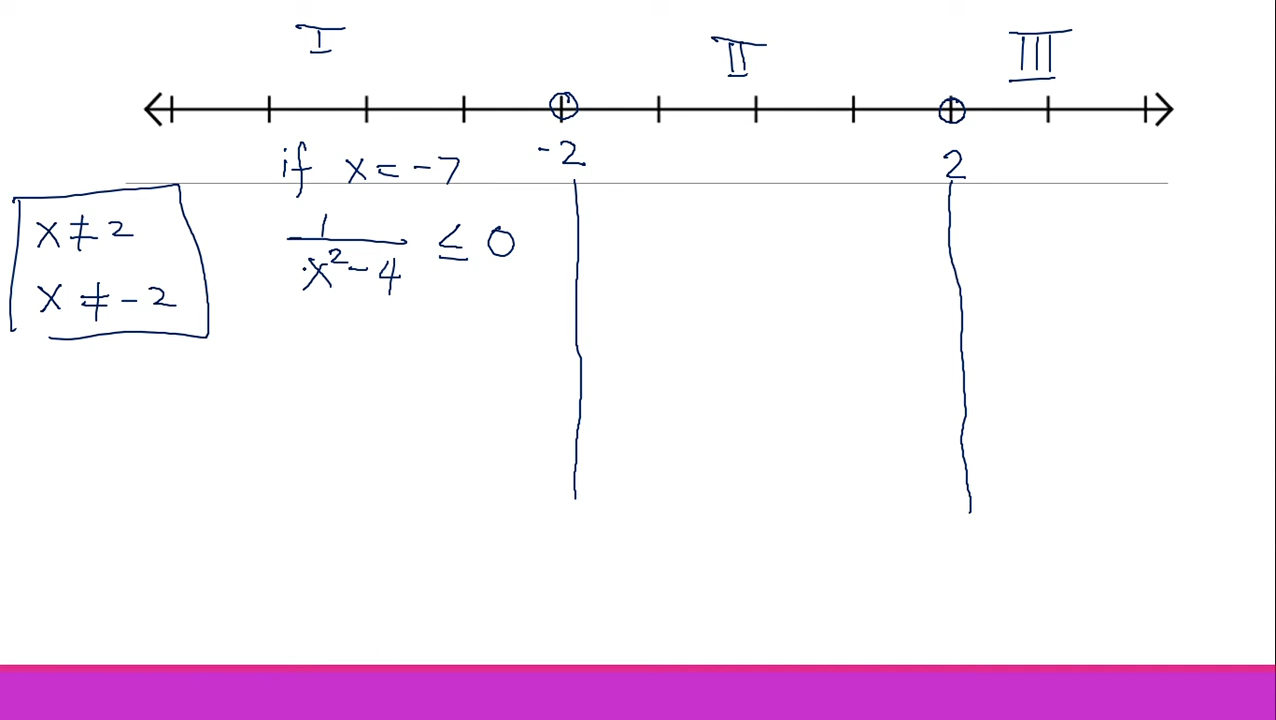 I II III
-2 2
if x = -7
x ≠ 2
x ≠ -2
1/(x² - 4) ≤ 0